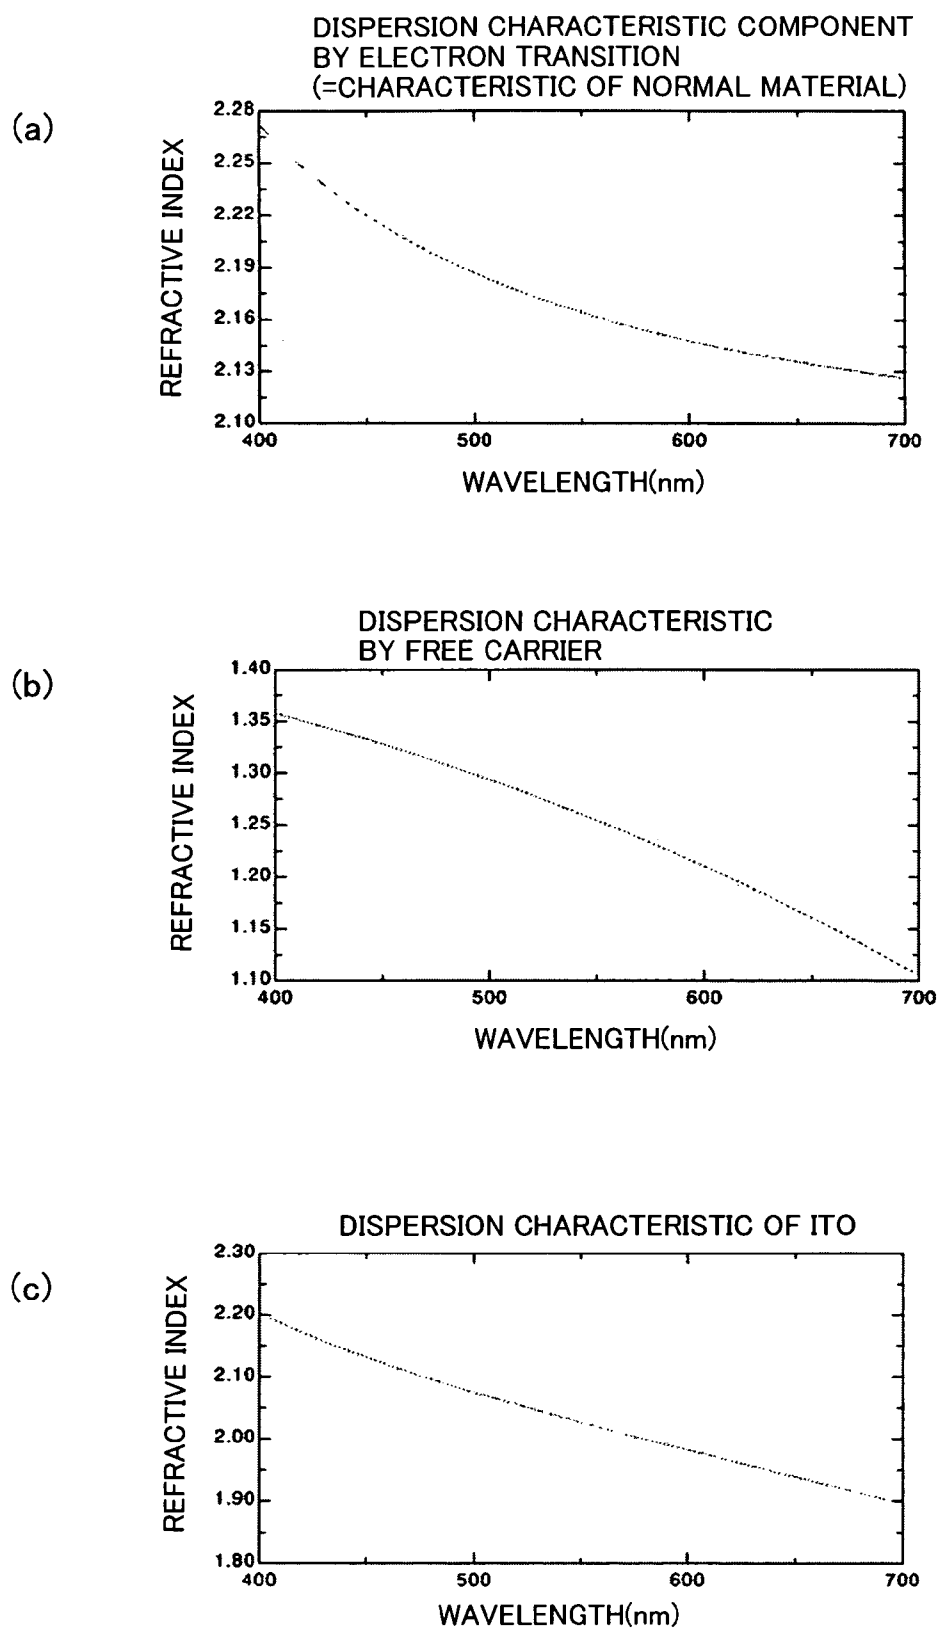 DISPERSION CHARACTERISTIC COMPONENT
BY ELECTRON TRANSITION
(=CHARACTERISTIC OF NORMAL MATERIAL)
(a)
REFRACTIVE INDEX
2.28
2.25
2.22
2.19
2.16
2.13
2.10
400
500
600
700
WAVELENGTH(nm)
DISPERSION CHARACTERISTIC
BY FREE CARRIER
(b)
REFRACTIVE INDEX
1.40
1.35
1.30
1.25
1.20
1.15
1.10
400
500
600
700
WAVELENGTH(nm)
DISPERSION CHARACTERISTIC OF ITO
(c)
REFRACTIVE INDEX
2.30
2.20
2.10
2.00
1.90
1.80
400
500
600
700
WAVELENGTH(nm)